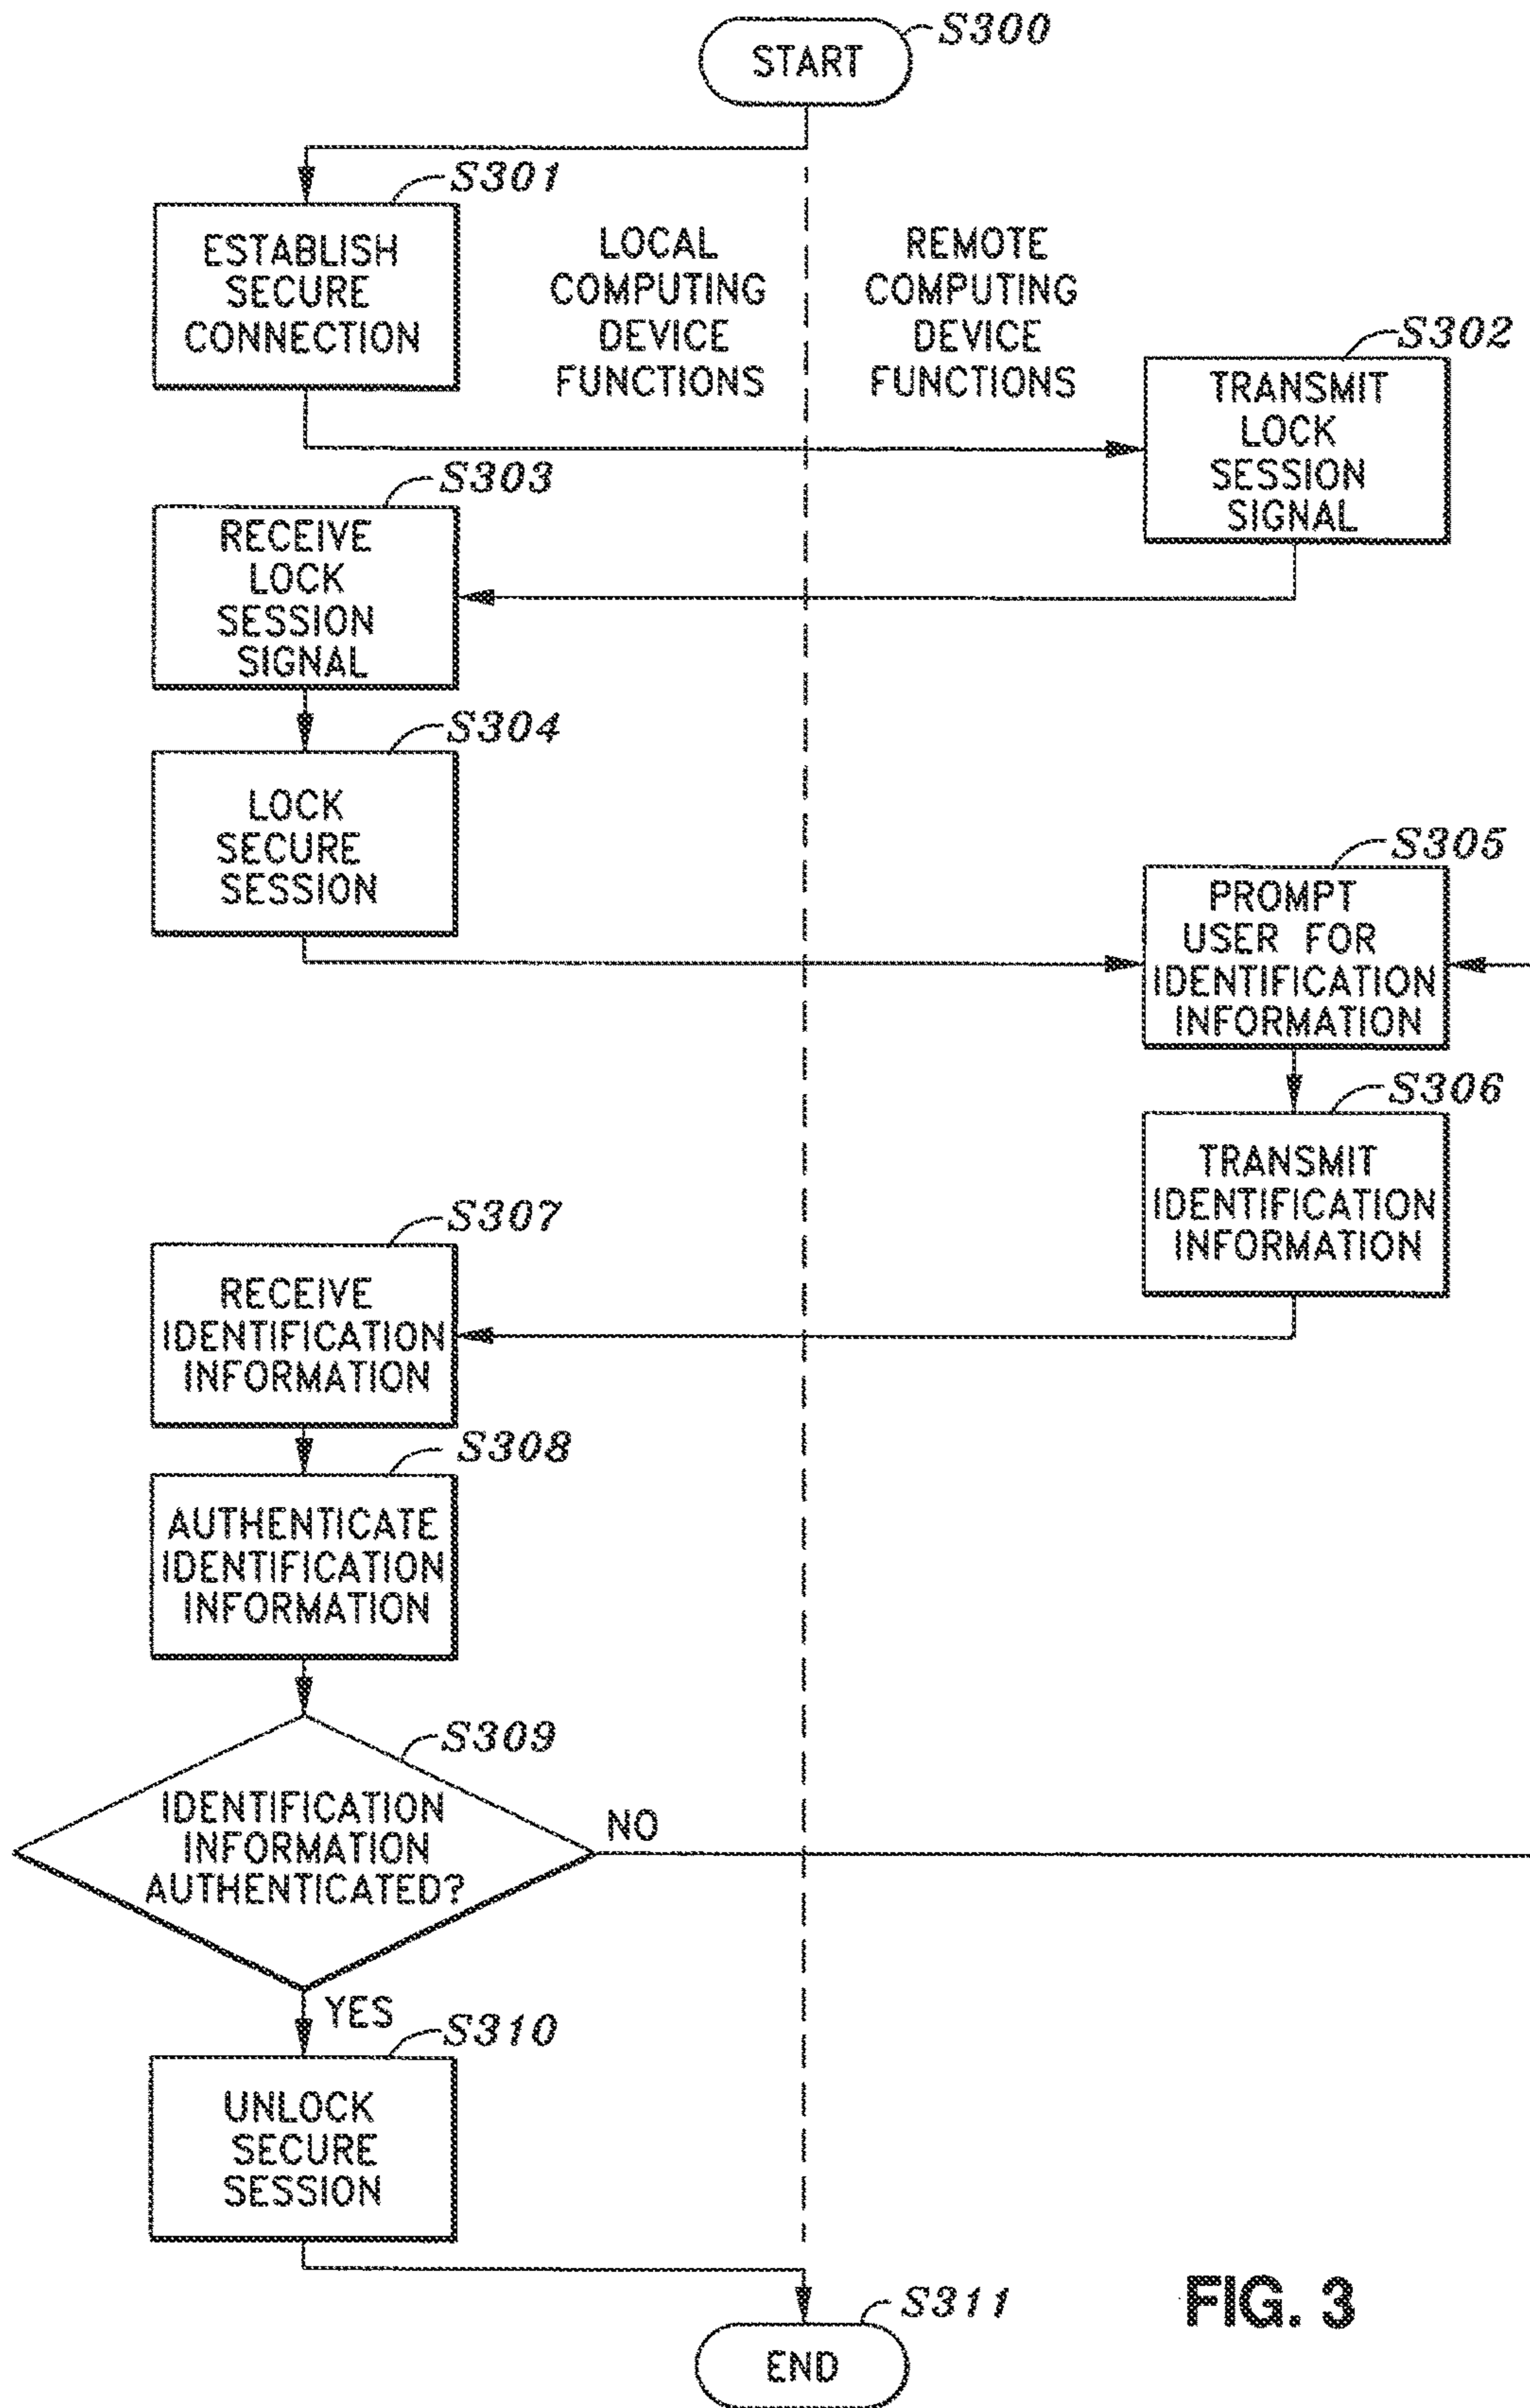 START
S300
S301
ESTABLISH
SECURE
CONNECTION
LOCAL
COMPUTING
DEVICE
FUNCTIONS
REMOTE
COMPUTING
DEVICE
FUNCTIONS
S302
TRANSMIT
LOCK
SESSION
SIGNAL
S303
RECEIVE
LOCK
SESSION
SIGNAL
S304
LOCK
SECURE
SESSION
S305
PROMPT
USER FOR
IDENTIFICATION
INFORMATION
S306
TRANSMIT
IDENTIFICATION
INFORMATION
S307
RECEIVE
IDENTIFICATION
INFORMATION
S308
AUTHENTICATE
IDENTIFICATION
INFORMATION
S309
IDENTIFICATION
INFORMATION
AUTHENTICATED?
NO
YES
S310
UNLOCK
SECURE
SESSION
S311
END
FIG. 3